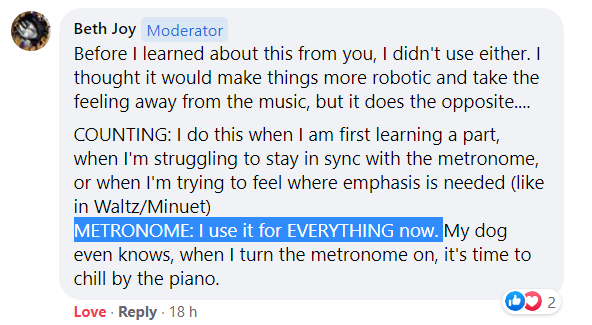 Beth Joy Moderator
Before I learned about this from you, I didn't use either. I
thought it would make things more robotic and take the
feeling away from the music, but it does the opposite....
COUNTING: I do this when I am first learning a part,
when I'm struggling to stay in sync with the metronome,
or when I'm trying to feel where emphasis is needed (like
in Waltz/Minuet)
METRONOME: I use it for EVERYTHING now. My dog
even knows, when I turn the metronome on, it's time to
chill by the piano.
2
Love · Reply · 18 h